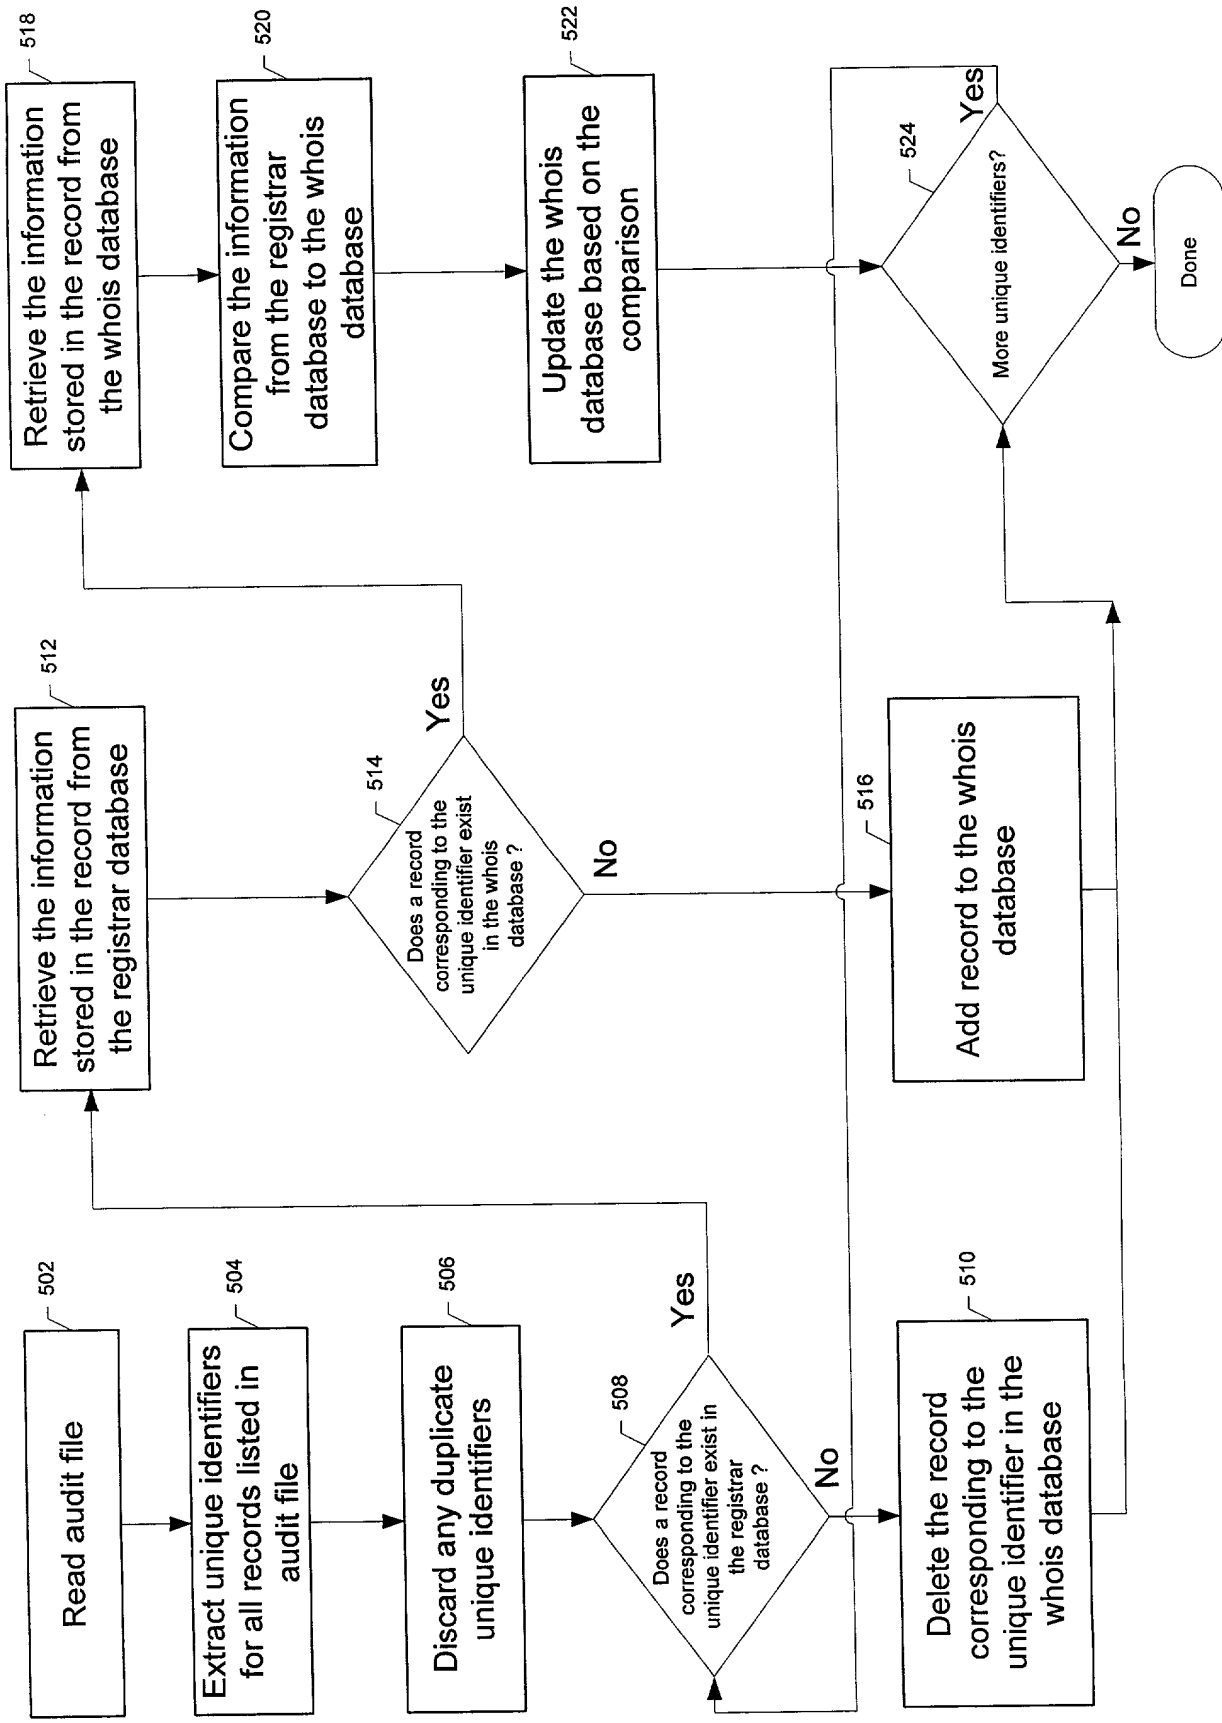 502
Read audit file
504
Extract unique identifiers
for all records listed in
audit file
506
Discard any duplicate
unique identifiers
508
Does a record
corresponding to the
unique identifier exist in
the registrar
database ?
Yes
No
510
Delete the record
corresponding to the
unique identifier in the
whois database
512
Retrieve the information
stored in the record from
the registrar database
514
Does a record
corresponding to the
unique identifier exist
in the whois
database ?
Yes
No
516
Add record to the whois
database
518
Retrieve the information
stored in the record from
the whois database
520
Compare the information
from the registrar
database to the whois
database
522
Update the whois
database based on the
comparison
524
More unique identifiers?
Yes
No
Done